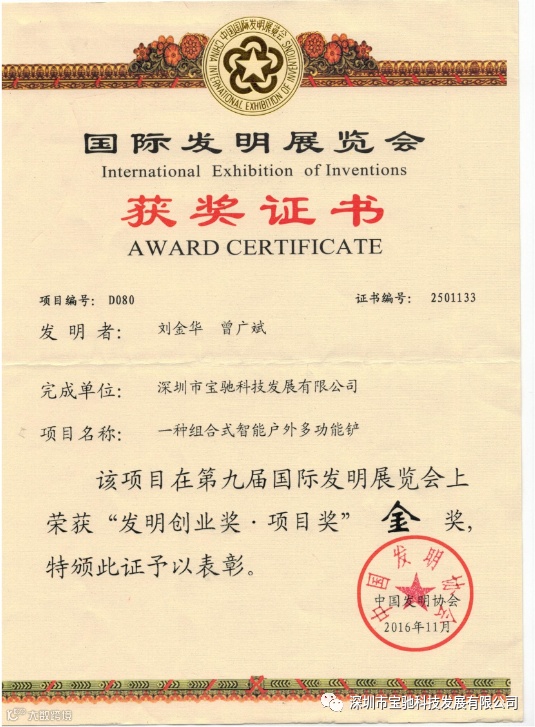 中国国际发明展览会
CHINA INTERNATIONAL EXHIBITION OF INVENTIONS
国际发明展览会
International Exhibition of Inventions
获奖证书
AWARD CERTIFICATE
项目编号: D080 证书编号: 2501133
发明者: 刘金华 曾广斌
完成单位: 深圳市宝驰科技发展有限公司
项目名称: 一种组合式智能户外多功能铲
该项目在第九届国际发明展览会上
荣获“发明创业奖·项目奖” 金 奖,
特颁此证予以表彰。
中国发明协会
中国发明协会
2016年11月
深圳市宝驰科技发展有限公司
大数跨境